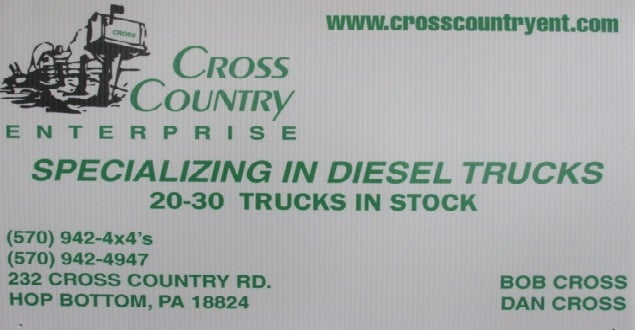 www.crosscountryent.com
CROSS
CROSS
COUNTRY
ENTERPRISE
SPECIALIZING IN DIESEL TRUCKS
20-30 TRUCKS IN STOCK
(570) 942-4x4's
(570) 942-4947
232 CROSS COUNTRY RD.
HOP BOTTOM, PA 18824
BOB CROSS
DAN CROSS